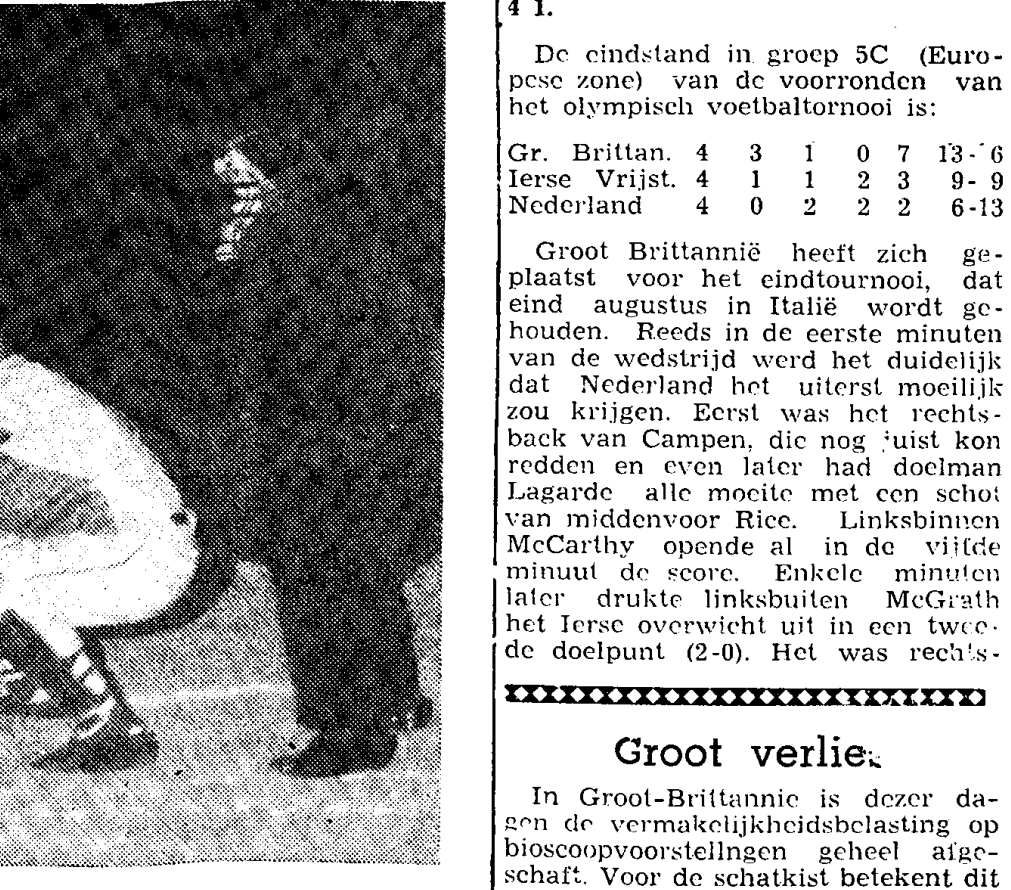 4 1.
De eindstand in groep 5C (Euro-
pese zone) van de voorronden van
het olympisch voetbaltornooi is:
Gr. Brittan. 4 3 1 0 7 13-6
Ierse Vrijst. 4 1 1 2 3 9-9
Nederland 4 0 2 2 2 6-13
Groot Brittannië heeft zich ge-
plaatst voor het eindtournooi, dat
eind augustus in Italië wordt ge-
houden. Reeds in de eerste minuten
van de wedstrijd werd het duidelijk
dat Nederland het uiterst moeilijk
zou krijgen. Eerst was het rechts-
back van Campen, die nog juist kon
redden en even later had doelman
Lagarde alle moeite met een schot
van middenvoor Rice. Linksbinnen
McCarthy opende al in de vijfde
minuut de score. Enkele minuten
later drukte linksbuiten McGrath
het Ierse overwicht uit in een twee-
de doelpunt (2-0). Het was rechts-
Groot verlies
In Groot-Brittannie is dezer da-
gen de vermakelijkheidsbelasting op
bioscoopvoorstellngen geheel afge-
schaft. Voor de schatkist betekent dit